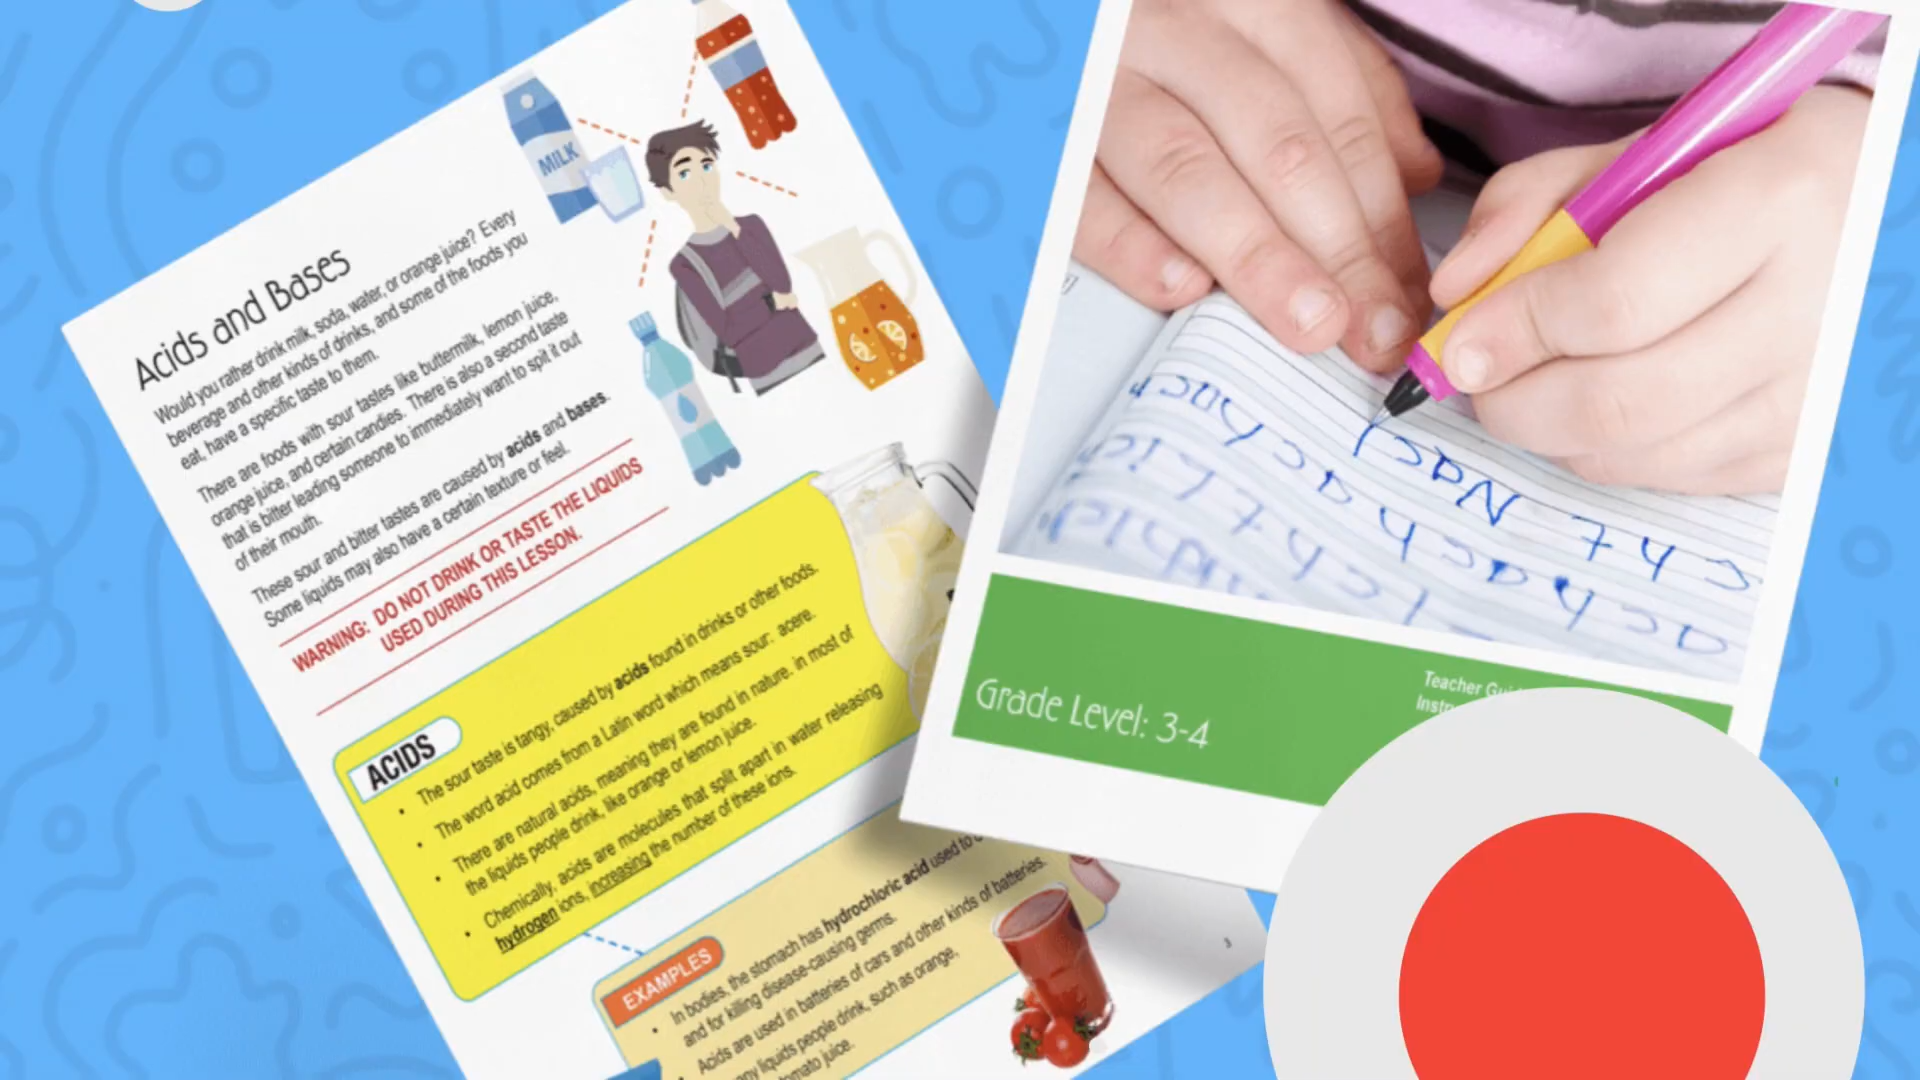 MILK
Acids and Bases
Would you rather drink milk, soda, water, or orange juice? Every
beverage and other kinds of drinks, and some of the foods you
eat, have a specific taste to them.
There are foods with sour tastes like buttermilk, lemon juice,
orange juice, and certain candies. There is also a second taste
that is bitter leading someone to immediately want to spit it out
of their mouth.
These sour and bitter tastes are caused by acids and bases.
Some liquids may also have a certain texture or feel.
WARNING: DO NOT DRINK OR TASTE THE LIQUIDS
USED DURING THIS LESSON.
ACIDS
• The sour taste is tangy, caused by acids found in drinks or other foods.
• The word acid comes from a Latin word which means sour: acere.
• There are natural acids, meaning they are found in nature. in most of
the liquids people drink, like orange or lemon juice.
• Chemically, acids are molecules that split apart in water releasing
hydrogen ions, increasing the number of these ions.
EXAMPLES
• In bodies, the stomach has hydrochloric acid used to
and for killing disease-causing germs.
• Acids are used in batteries of cars and other kinds of batteries.
any liquids people drink, such as orange,
tomato juice.
3
Grade Level: 3-4
Teacher